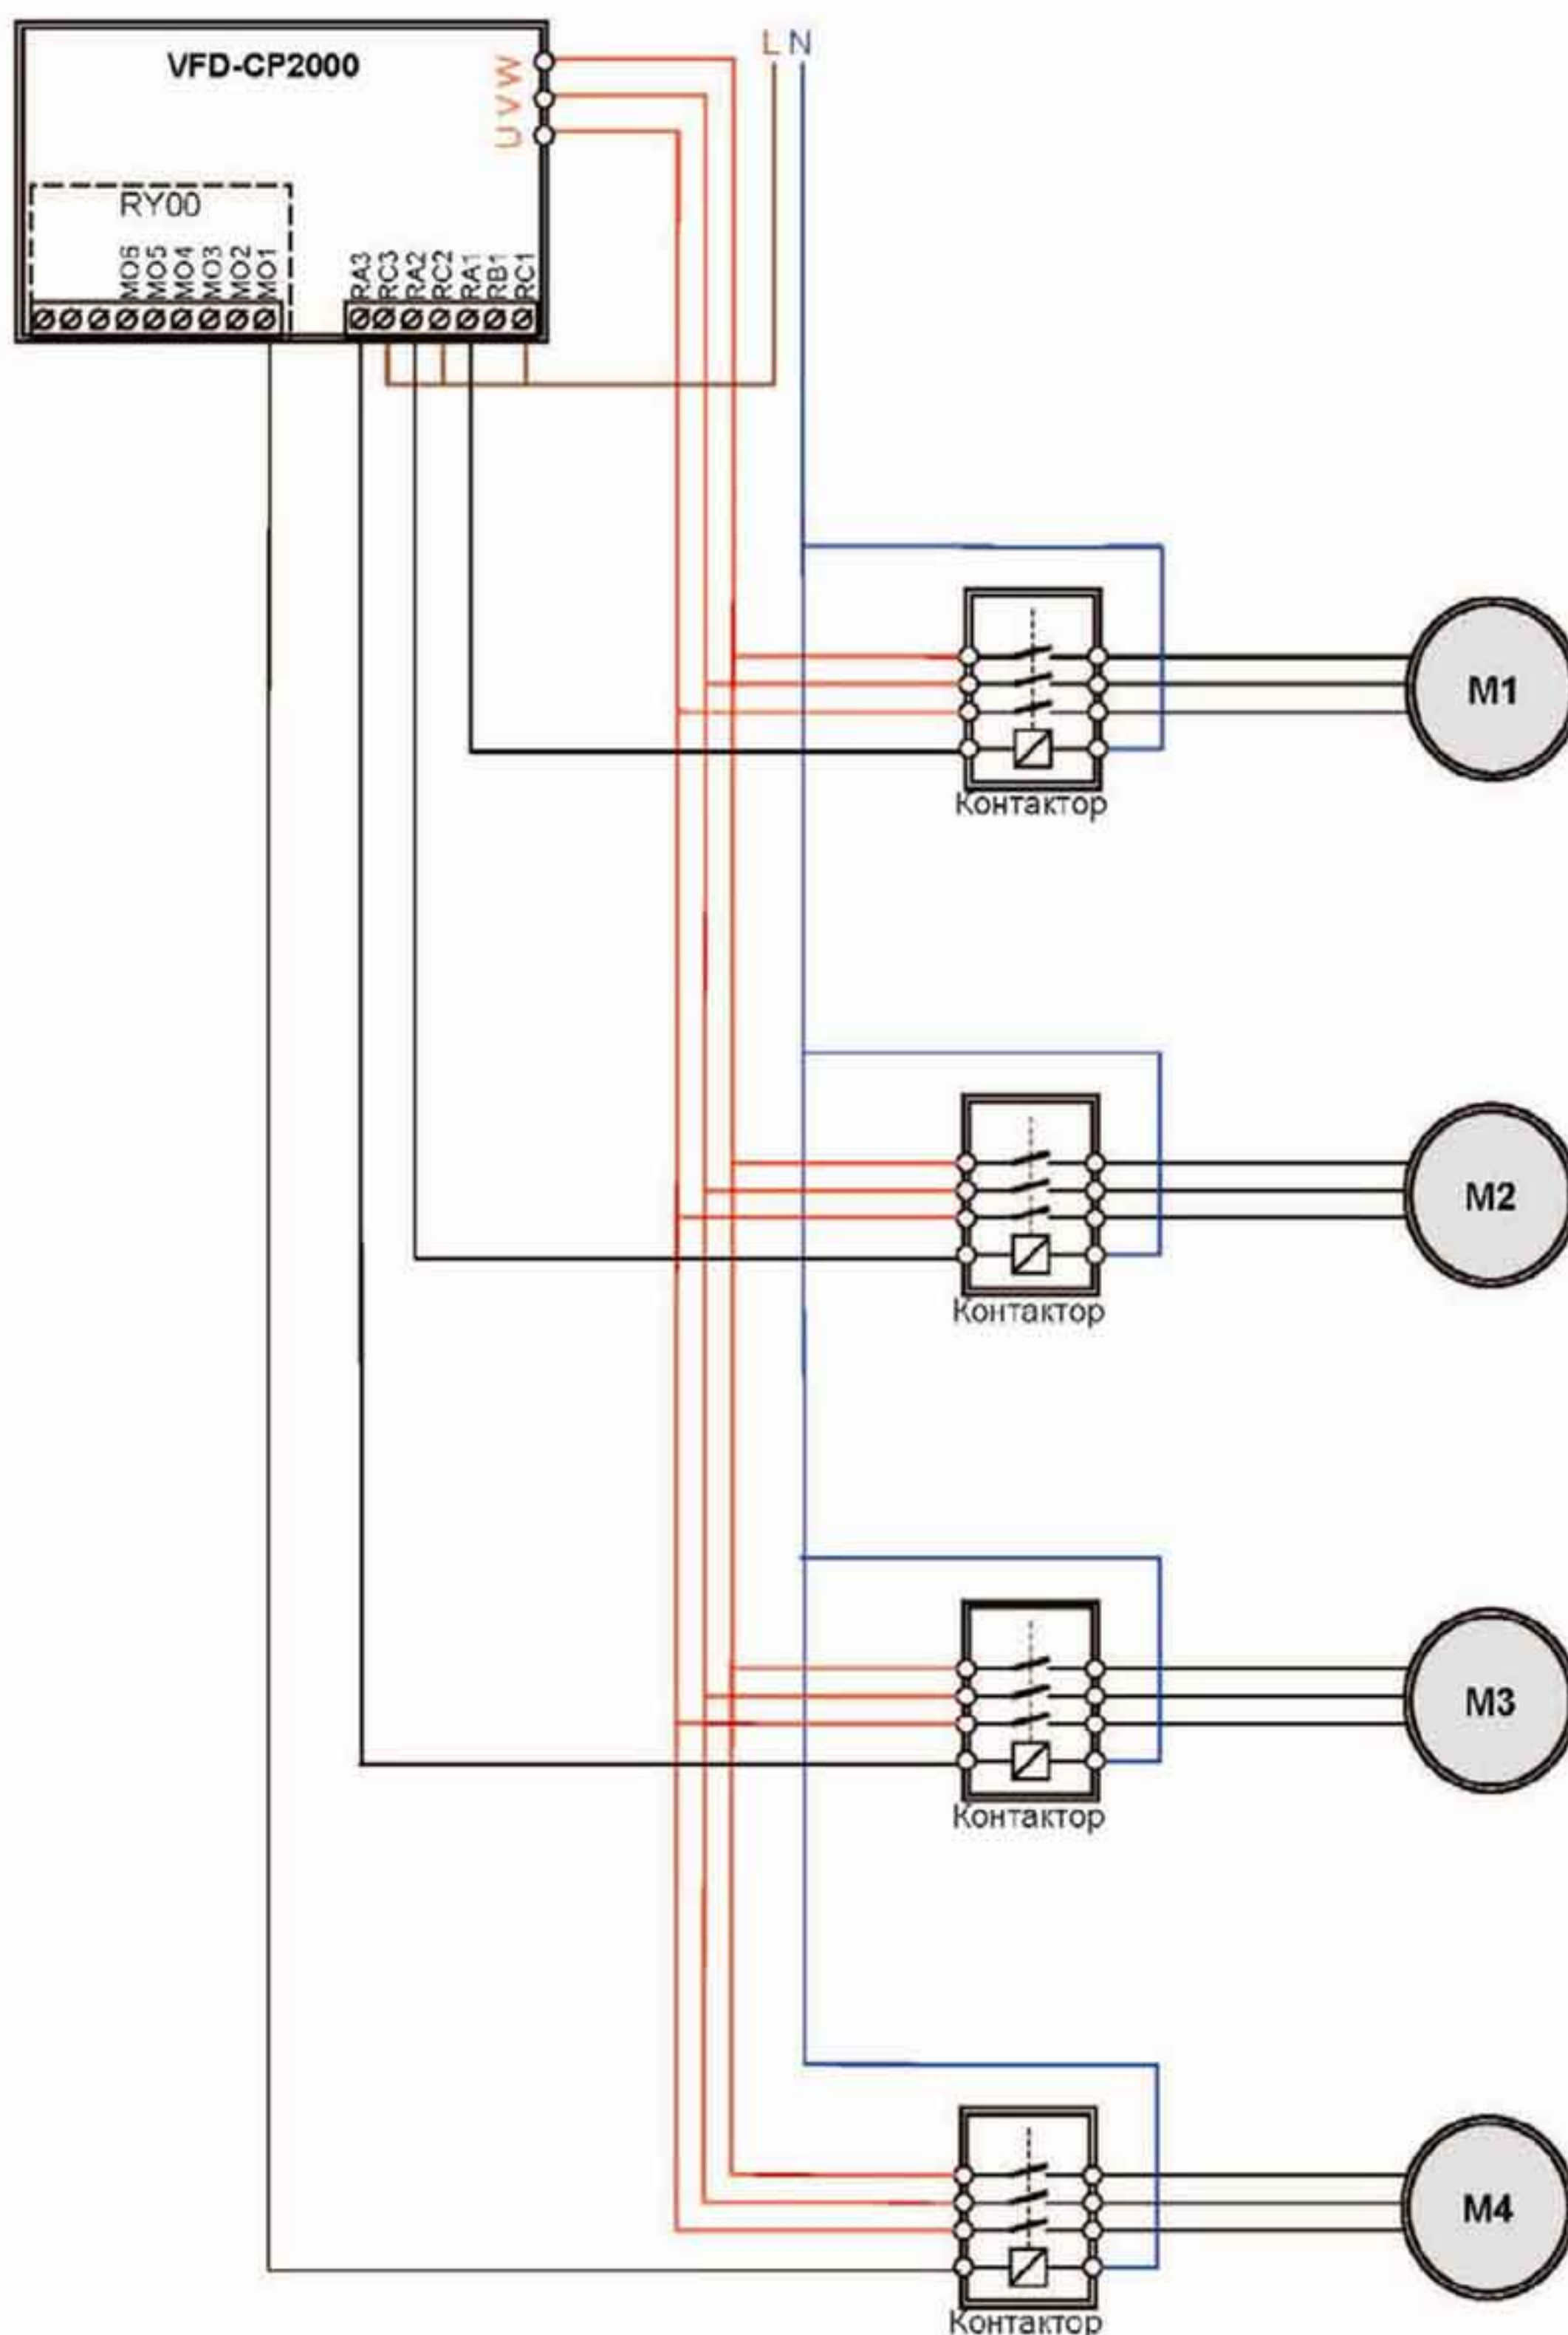 VFD-CP2000
W
V
U
L N
RY00
MO6
MO5
MO4
MO3
MO2
MO1
RA3
RC3
RA2
RC2
RA1
RB1
RC1
M1
Контактор
M2
Контактор
M3
Контактор
M4
Контактор